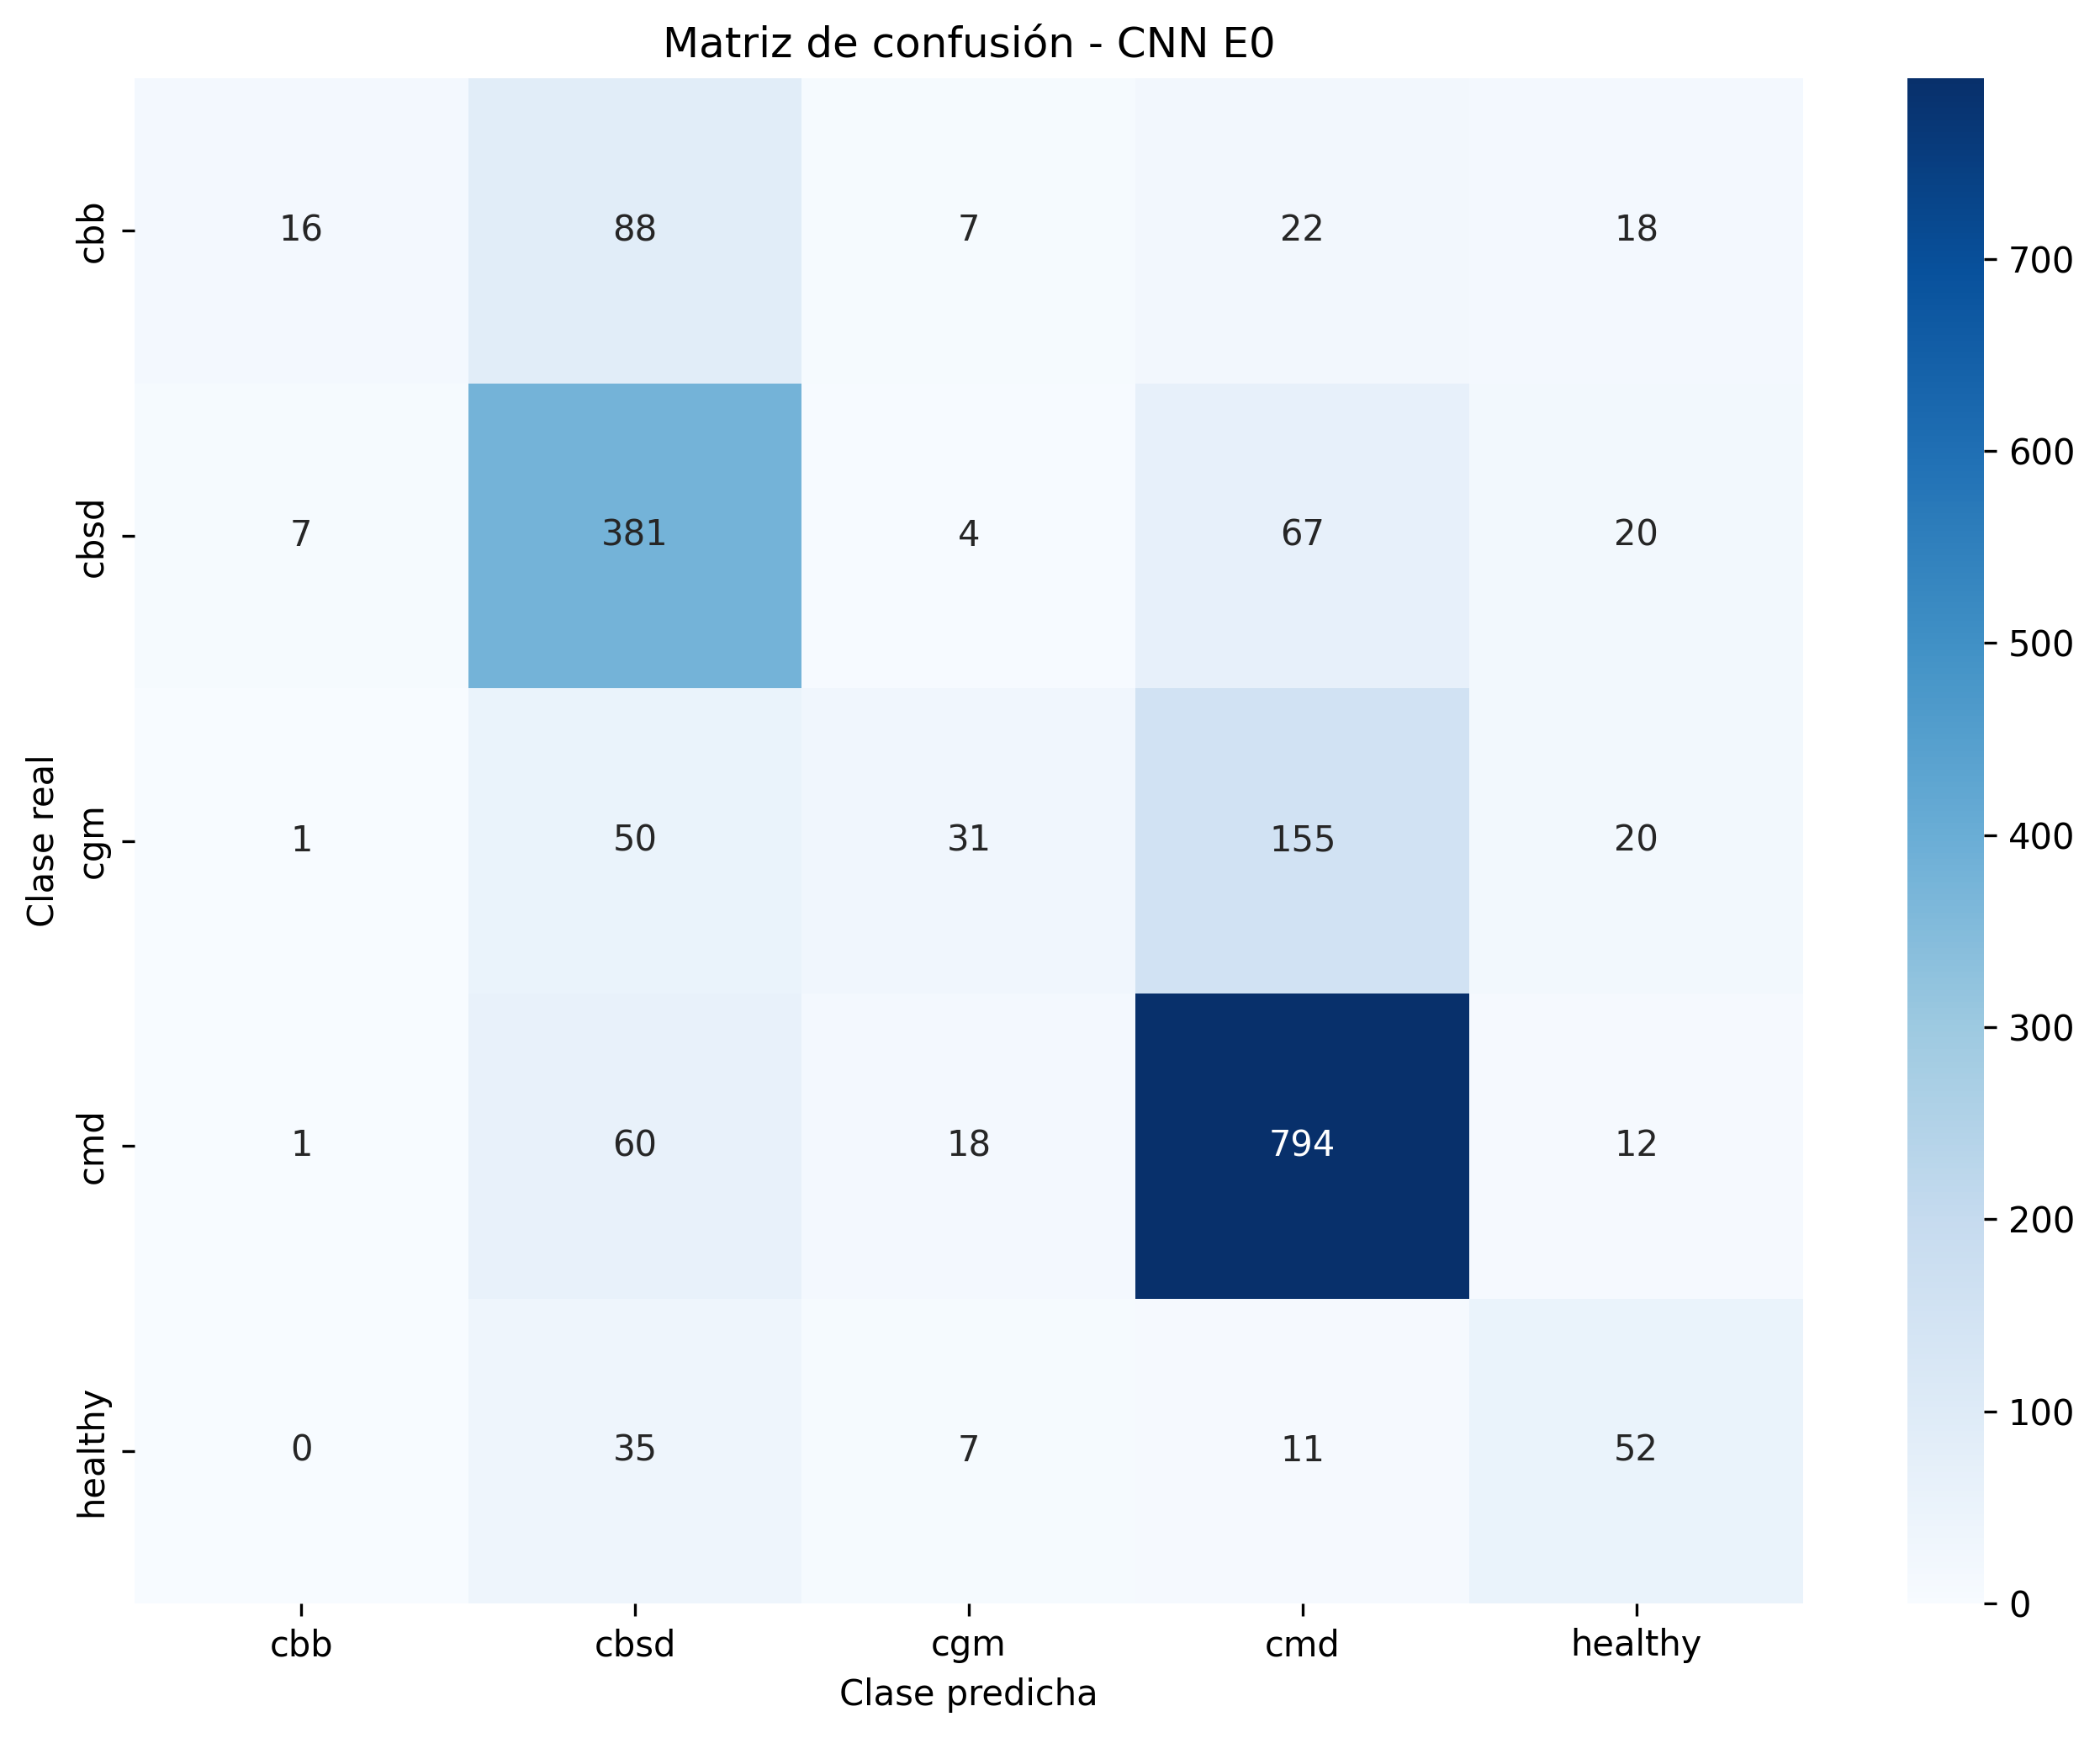 Matriz de confusión - CNN E0
cbb 16 88 7 22 18
cbsd 7 381 4 67 20
cgm 1 50 31 155 20
cmd 1 60 18 794 12
healthy 0 35 7 11 52
cbb cbsd cgm cmd healthy
Clase predicha
Clase real
700
600
500
400
300
200
100
0